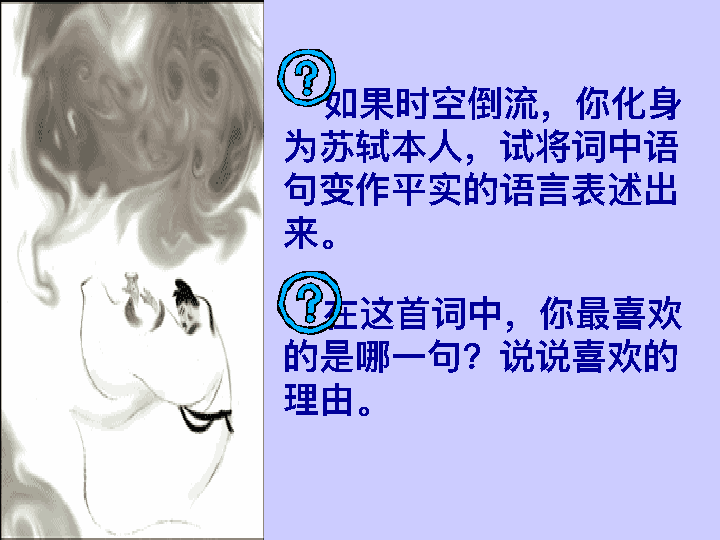 ?
如果时空倒流，你化身
为苏轼本人，试将词中语
句变作平实的语言表述出
来。
?
在这首词中，你最喜欢
的是哪一句？说说喜欢的
理由。